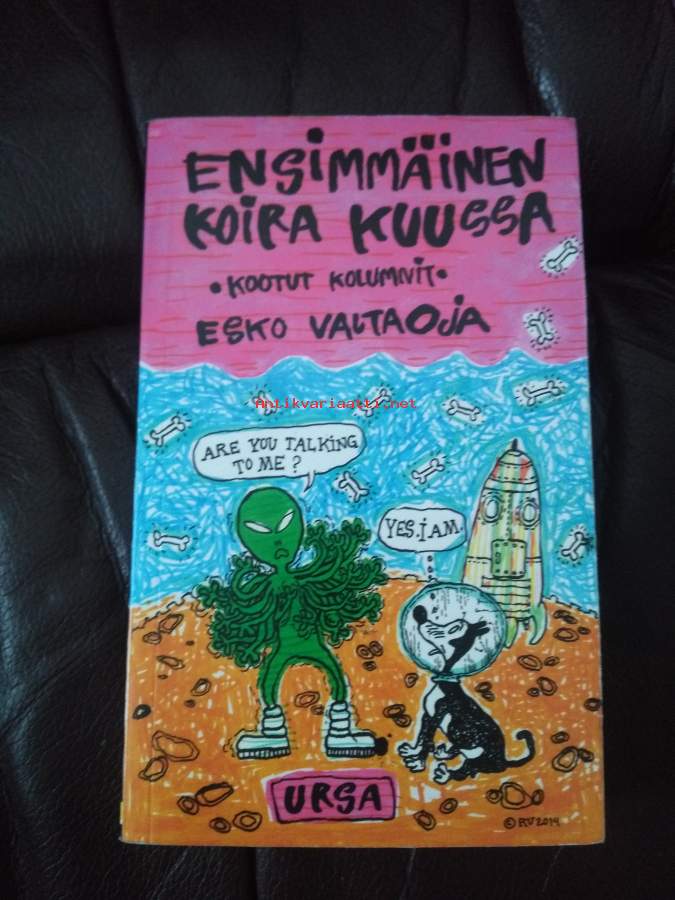 ENSiMMÄiNEN
KOiRA KUUSSA
•KOOTUT KOLUMNIT•
ESKO VALTAOJA
Antikvariaatti.net
ARE YOU TALKING
TO ME?
YES.I AM.
URSA
© RV 2014